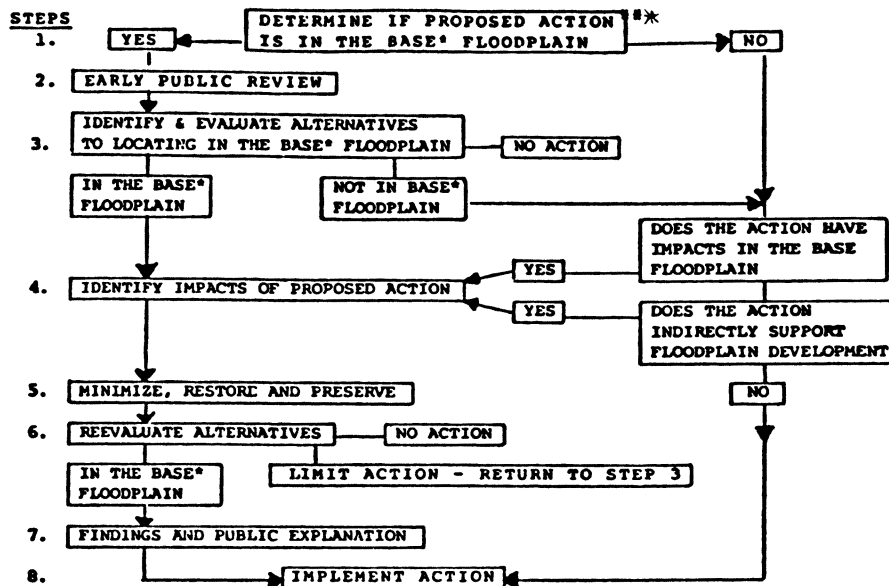 STEPS
DETERMINE IF PROPOSED ACTION**
1. YES IS IN THE BASE* FLOODPLAIN NO
2. EARLY PUBLIC REVIEW
IDENTIFY & EVALUATE ALTERNATIVES
3. TO LOCATING IN THE BASE* FLOODPLAIN NO ACTION
IN THE BASE* FLOODPLAIN
NOT IN BASE* FLOODPLAIN
DOES THE ACTION HAVE
IMPACTS IN THE BASE
FLOODPLAIN
YES
4. IDENTIFY IMPACTS OF PROPOSED ACTION
YES
DOES THE ACTION
INDIRECTLY SUPPORT
FLOODPLAIN DEVELOPMENT
5. MINIMIZE, RESTORE AND PRESERVE
NO
6. REEVALUATE ALTERNATIVES NO ACTION
IN THE BASE*
FLOODPLAIN
LIMIT ACTION - RETURN TO STEP 3
7. FINDINGS AND PUBLIC EXPLANATION
8. IMPLEMENT ACTION